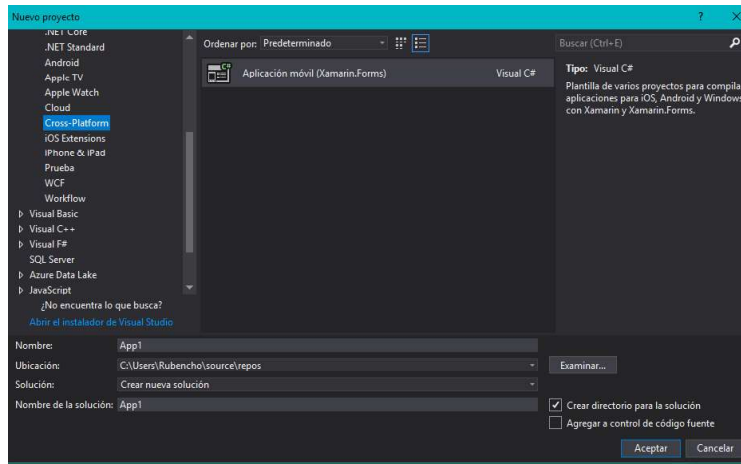 Nuevo proyecto
? ×
.NET Core
.NET Standard
Android
Apple TV
Apple Watch
Cloud
Cross-Platform
iOS Extensions
iPhone & iPad
Prueba
WCF
Workflow
Visual Basic
Visual C++
Visual F#
SQL Server
Azure Data Lake
JavaScript
¿No encuentra lo que busca?
Abrir el instalador de Visual Studio
Ordenar por: Predeterminado
C#
Aplicación móvil (Xamarin.Forms) Visual C#
Buscar (Ctrl+E)
Tipo: Visual C#
Plantilla de varios proyectos para compila
aplicaciones para iOS, Android y Windows
con Xamarin y Xamarin.Forms.
Nombre: App1
Ubicación: C:\Users\Rubencho\source\repos Examinar...
Solución: Crear nueva solución
Nombre de la solución: App1
Crear directorio para la solución
Agregar a control de código fuente
Aceptar Cancelar